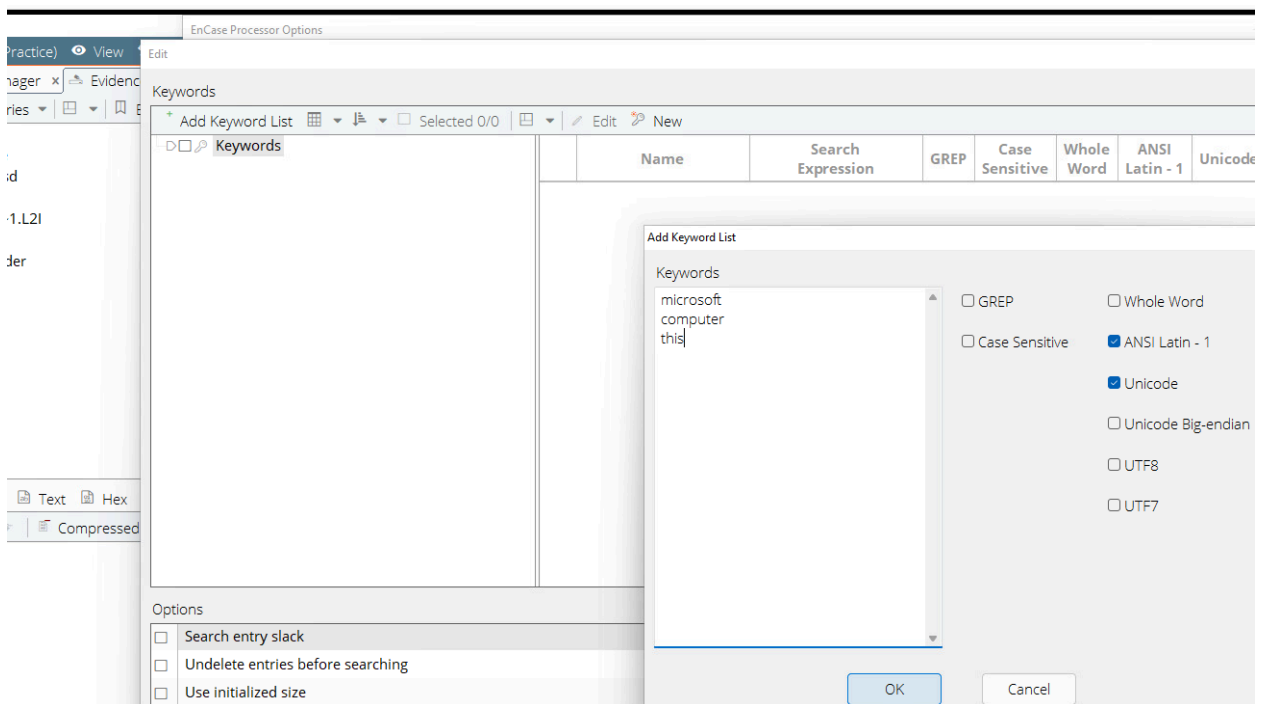 EnCase Processor Options
Practice) View
Edit
nager x Evidenc
Keywords
ries
Add Keyword List Selected 0/0 Edit New
Keywords
Name Search Expression GREP Case Sensitive Whole Word ANSI Latin - 1 Unicode
sd
-1.L2I
der
Add Keyword List
Keywords
microsoft
computer
this
GREP Whole Word
Case Sensitive ANSI Latin - 1
Unicode
Unicode Big-endian
UTF8
UTF7
Text Hex
Compressed
Options
Search entry slack
Undelete entries before searching
Use initialized size
OK Cancel